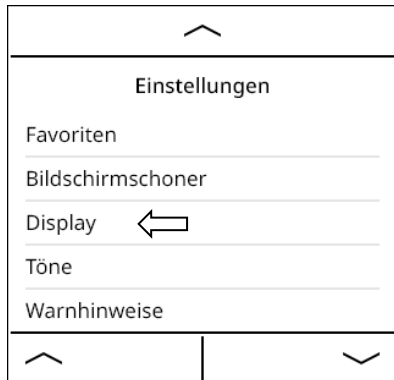 Einstellungen
Favoriten
Bildschirmschoner
Display
Töne
Warnhinweise